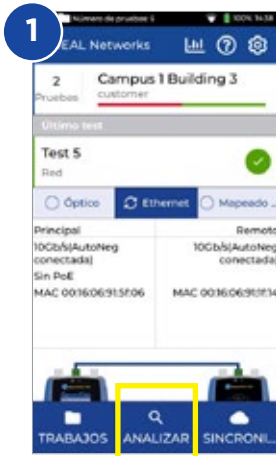 1
Número de pruebas: 5
100% 14:38
EAL Networks
2
Pruebas
Campus 1 Building 3
customer
Último test
Test 5
Red
Óptico
Ethernet
Mapeado ...
Principal
Remoto
10Gb/s(AutoNeg
conectada)
10Gb/s(AutoNeg
conectada)
Sin PoE
MAC 00:16:06:91:5F:06
TRABAJOS
ANALIZAR
SINCRONI...